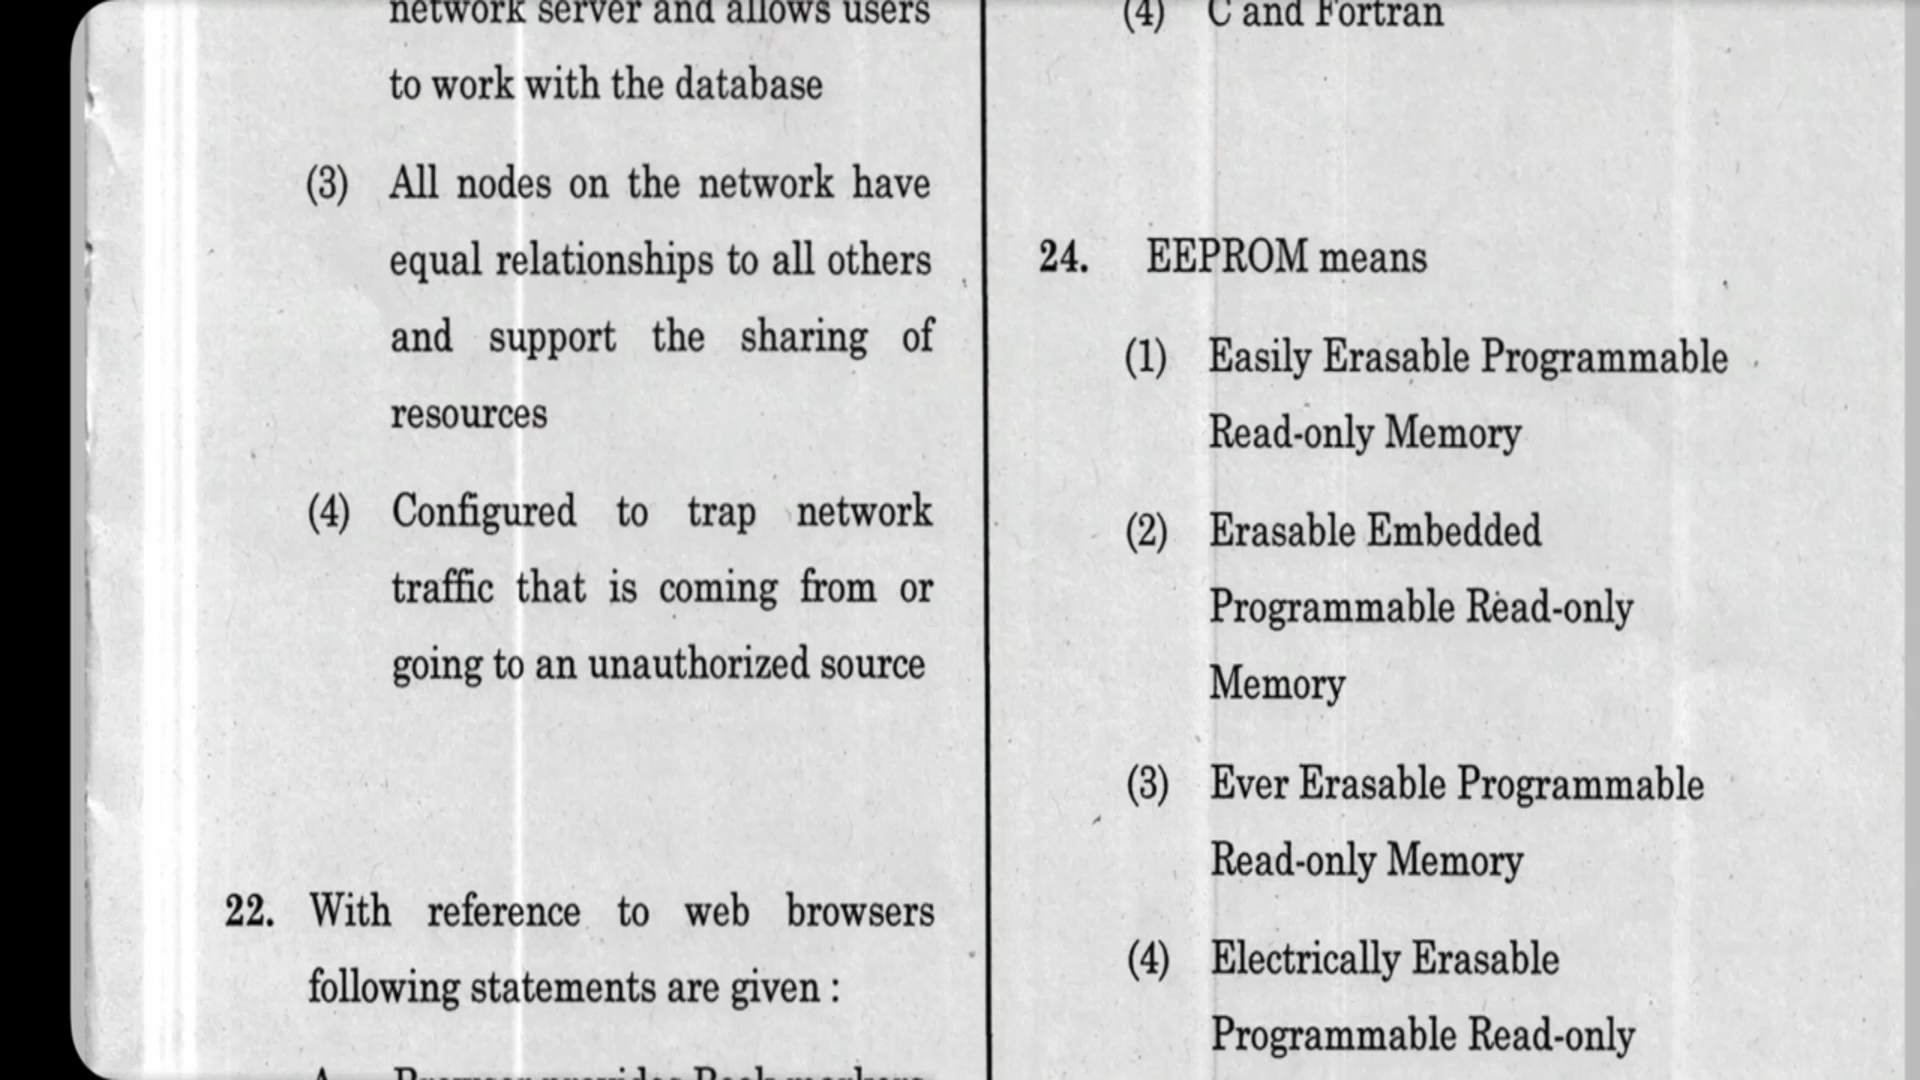 network server and allows users
to work with the database
(3) All nodes on the network have
equal relationships to all others
and support the sharing of
resources
(4) Configured to trap network
traffic that is coming from or
going to an unauthorized source
22. With reference to web browsers
following statements are given :
(4) C and Fortran
24. EEPROM means
(1) Easily Erasable Programmable
Read-only Memory
(2) Erasable Embedded
Programmable Read-only
Memory
(3) Ever Erasable Programmable
Read-only Memory
(4) Electrically Erasable
Programmable Read-only